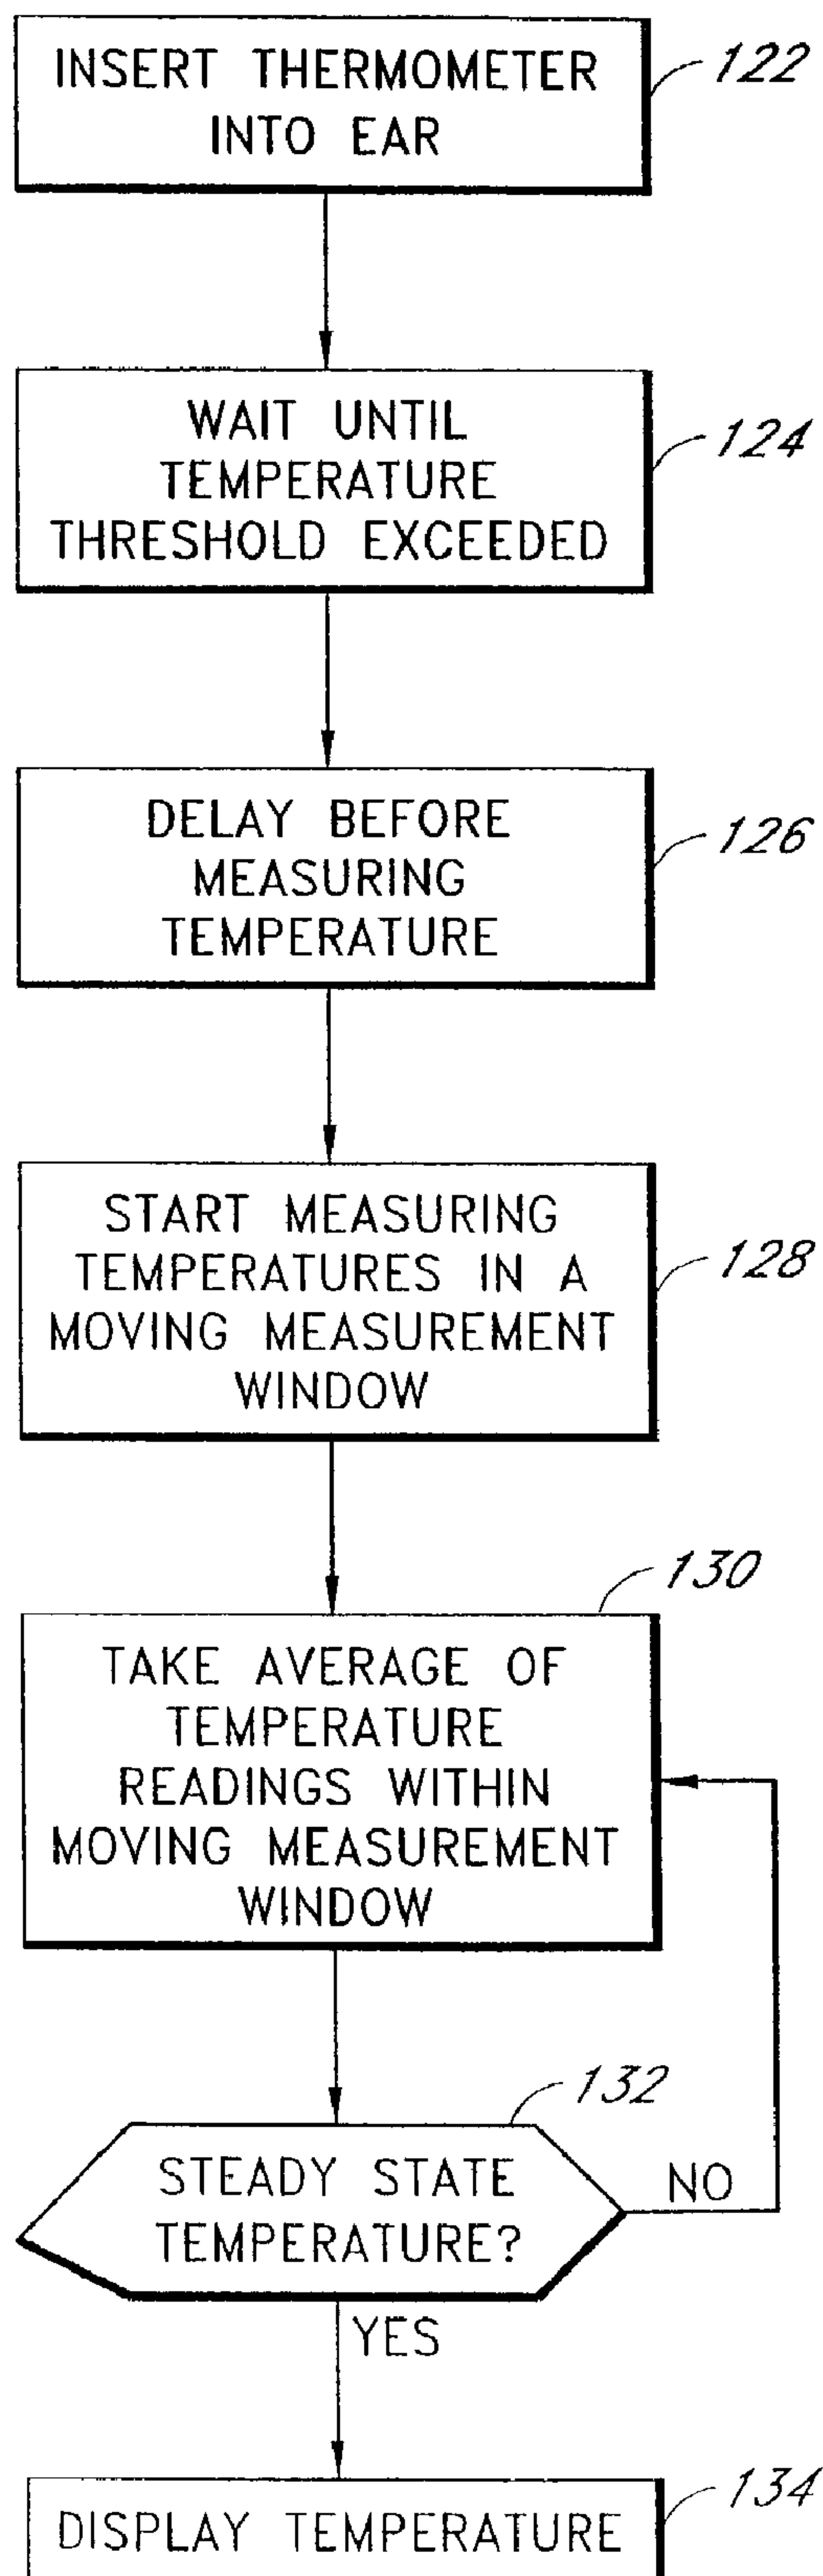 INSERT THERMOMETER
INTO EAR
122
WAIT UNTIL
TEMPERATURE
THRESHOLD EXCEEDED
124
DELAY BEFORE
MEASURING
TEMPERATURE
126
START MEASURING
TEMPERATURES IN A
MOVING MEASUREMENT
WINDOW
128
130
TAKE AVERAGE OF
TEMPERATURE
READINGS WITHIN
MOVING MEASUREMENT
WINDOW
132
STEADY STATE
TEMPERATURE?
NO
YES
134
DISPLAY TEMPERATURE